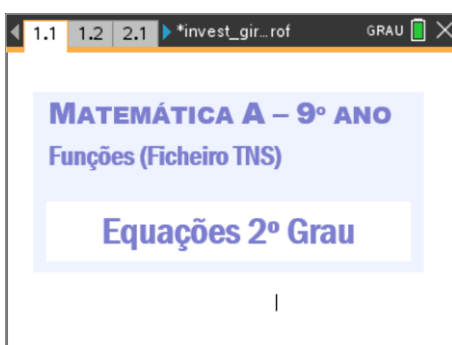 1.1 1.2 2.1 *invest_gir…rof GRAU
MATEMÁTICA A – 9º ANO
Funções (Ficheiro TNS)
Equações 2º Grau